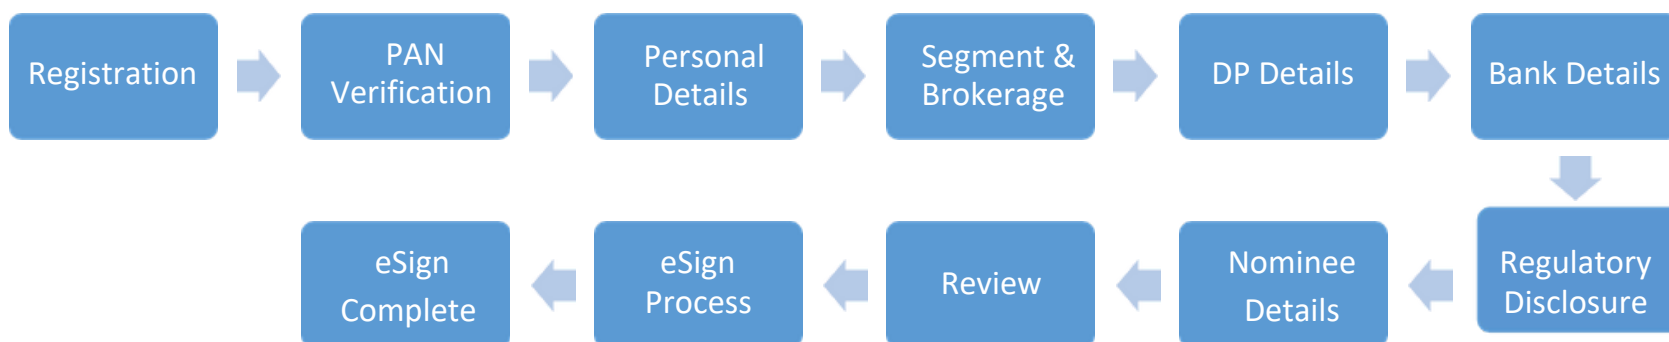 Registration
PAN
Verification
Personal
Details
Segment &
Brokerage
DP Details
Bank Details
Regulatory
Disclosure
Nominee
Details
Review
eSign
Process
eSign
Complete